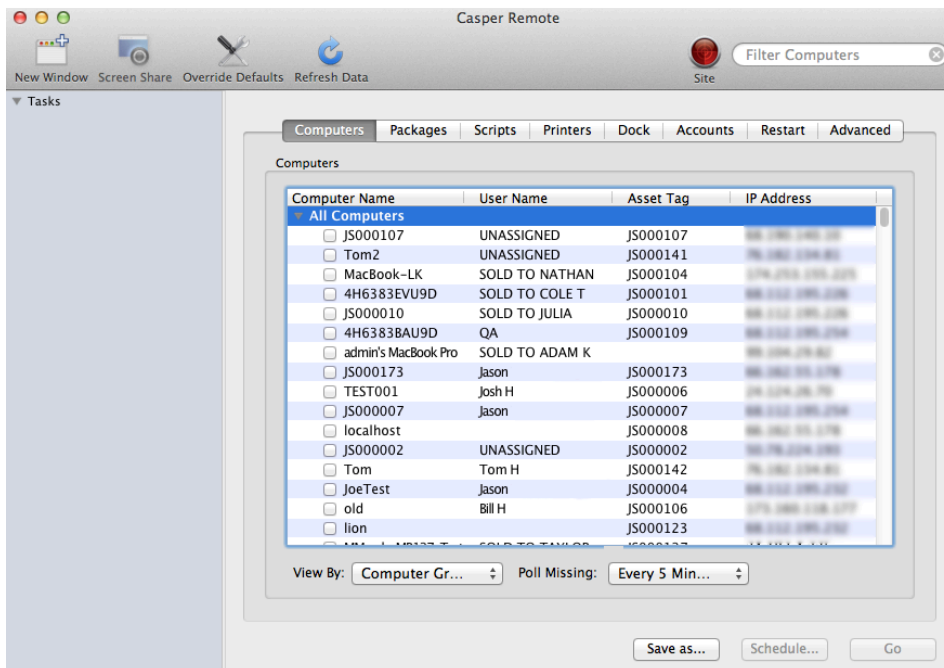 Casper Remote
New Window Screen Share Override Defaults Refresh Data Site Filter Computers
Tasks
Computers Packages Scripts Printers Dock Accounts Restart Advanced
Computers
Computer Name User Name Asset Tag IP Address
All Computers
JS000107 UNASSIGNED JS000107
Tom2 UNASSIGNED JS000141
MacBook-LK SOLD TO NATHAN JS000104
4H6383EVU9D SOLD TO COLE T JS000101
JS000010 SOLD TO JULIA JS000010
4H6383BAU9D QA JS000109
admin's MacBook Pro SOLD TO ADAM K
JS000173 Jason JS000173
TEST001 Josh H JS000006
JS000007 Jason JS000007
localhost JS000008
JS000002 UNASSIGNED JS000002
Tom Tom H JS000142
JoeTest Jason JS000004
old Bill H JS000106
lion JS000123
SOLD TO TAYLOR
View By: Computer Gr... Poll Missing: Every 5 Min...
Save as... Schedule... Go